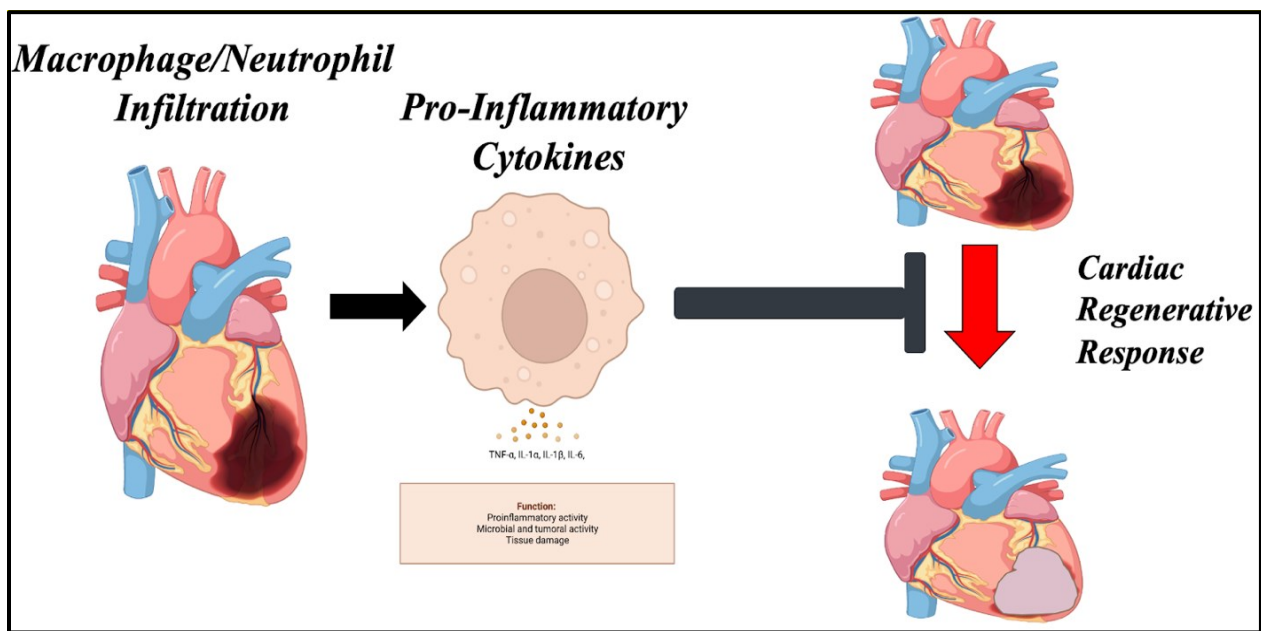 Macrophage/Neutrophil
Infiltration
Pro-Inflammatory
Cytokines
TNF-α, IL-1α, IL-1β, IL-6,
Function:
Proinflammatory activity
Microbial and tumoral activity
Tissue damage
Cardiac
Regenerative
Response